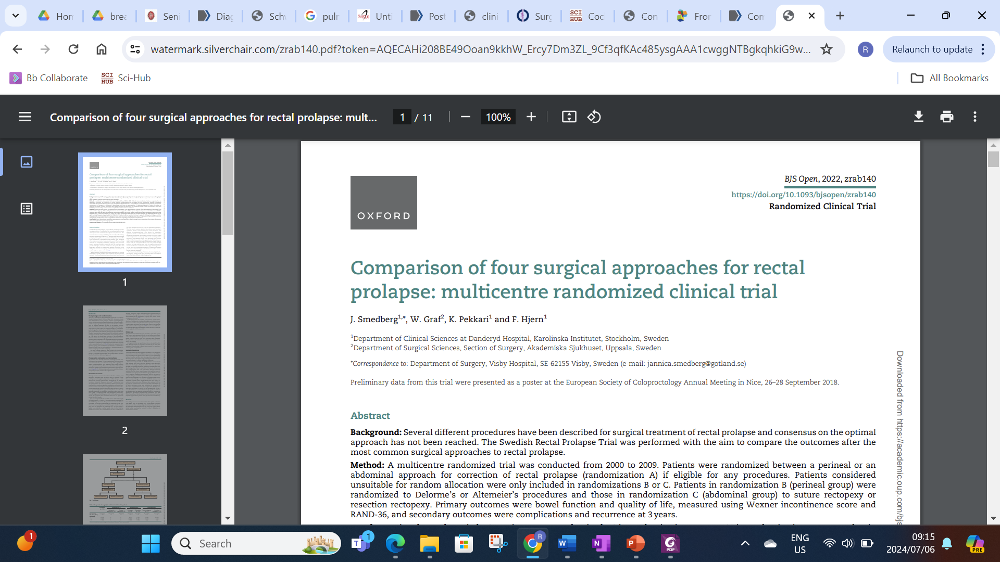 Hon
brea
Seni
Diag
Sch
pulr
Unti
Post
clini
Surg
SCI HUB Coc
Con
Fror
Com
watermark.silverchair.com/zrab140.pdf?token=AQECAHi208BE49Ooan9kkhW_Ercy7Dm3ZL_9Cf3qfKAc485ysgAAA1cwggNTBgkqhkiG9w...
R
Relaunch to update
Bb Collaborate
SCI HUB Sci-Hub
All Bookmarks
Comparison of four surgical approaches for rectal prolapse: mult...
1 / 11
100%
1
2
OXFORD
BJS Open, 2022, zrab140
https://doi.org/10.1093/bjsopen/zrab140
Randomized Clinical Trial
Comparison of four surgical approaches for rectal
prolapse: multicentre randomized clinical trial
J. Smedberg1,*, W. Graf2, K. Pekkari1 and F. Hjern1
1Department of Clinical Sciences at Danderyd Hospital, Karolinska Institutet, Stockholm, Sweden
2Department of Surgical Sciences, Section of Surgery, Akademiska Sjukhuset, Uppsala, Sweden
*Correspondence to: Department of Surgery, Visby Hospital, SE-62155 Visby, Sweden (e-mail: jannica.smedberg@gotland.se)
Preliminary data from this trial were presented as a poster at the European Society of Coloproctology Annual Meeting in Nice, 26–28 September 2018.
Abstract
Background: Several different procedures have been described for surgical treatment of rectal prolapse and consensus on the optimal
approach has not been reached. The Swedish Rectal Prolapse Trial was performed with the aim to compare the outcomes after the
most common surgical approaches to rectal prolapse.
Method: A multicentre randomized trial was conducted from 2000 to 2009. Patients were randomized between a perineal or an
abdominal approach for correction of rectal prolapse (randomization A) if eligible for any procedures. Patients considered
unsuitable for random allocation were only included in randomizations B or C. Patients in randomization B (perineal group) were
randomized to Delorme's or Altemeier's procedures and those in randomization C (abdominal group) to suture rectopexy or
resection rectopexy. Primary outcomes were bowel function and quality of life, measured using Wexner incontinence score and
RAND-36, and secondary outcomes were complications and recurrence at 3 years.
Downloaded from https://academic.oup.com/bjs
1
Search
1
R
PDF
PRE
ENG
US
09:15
2024/07/06